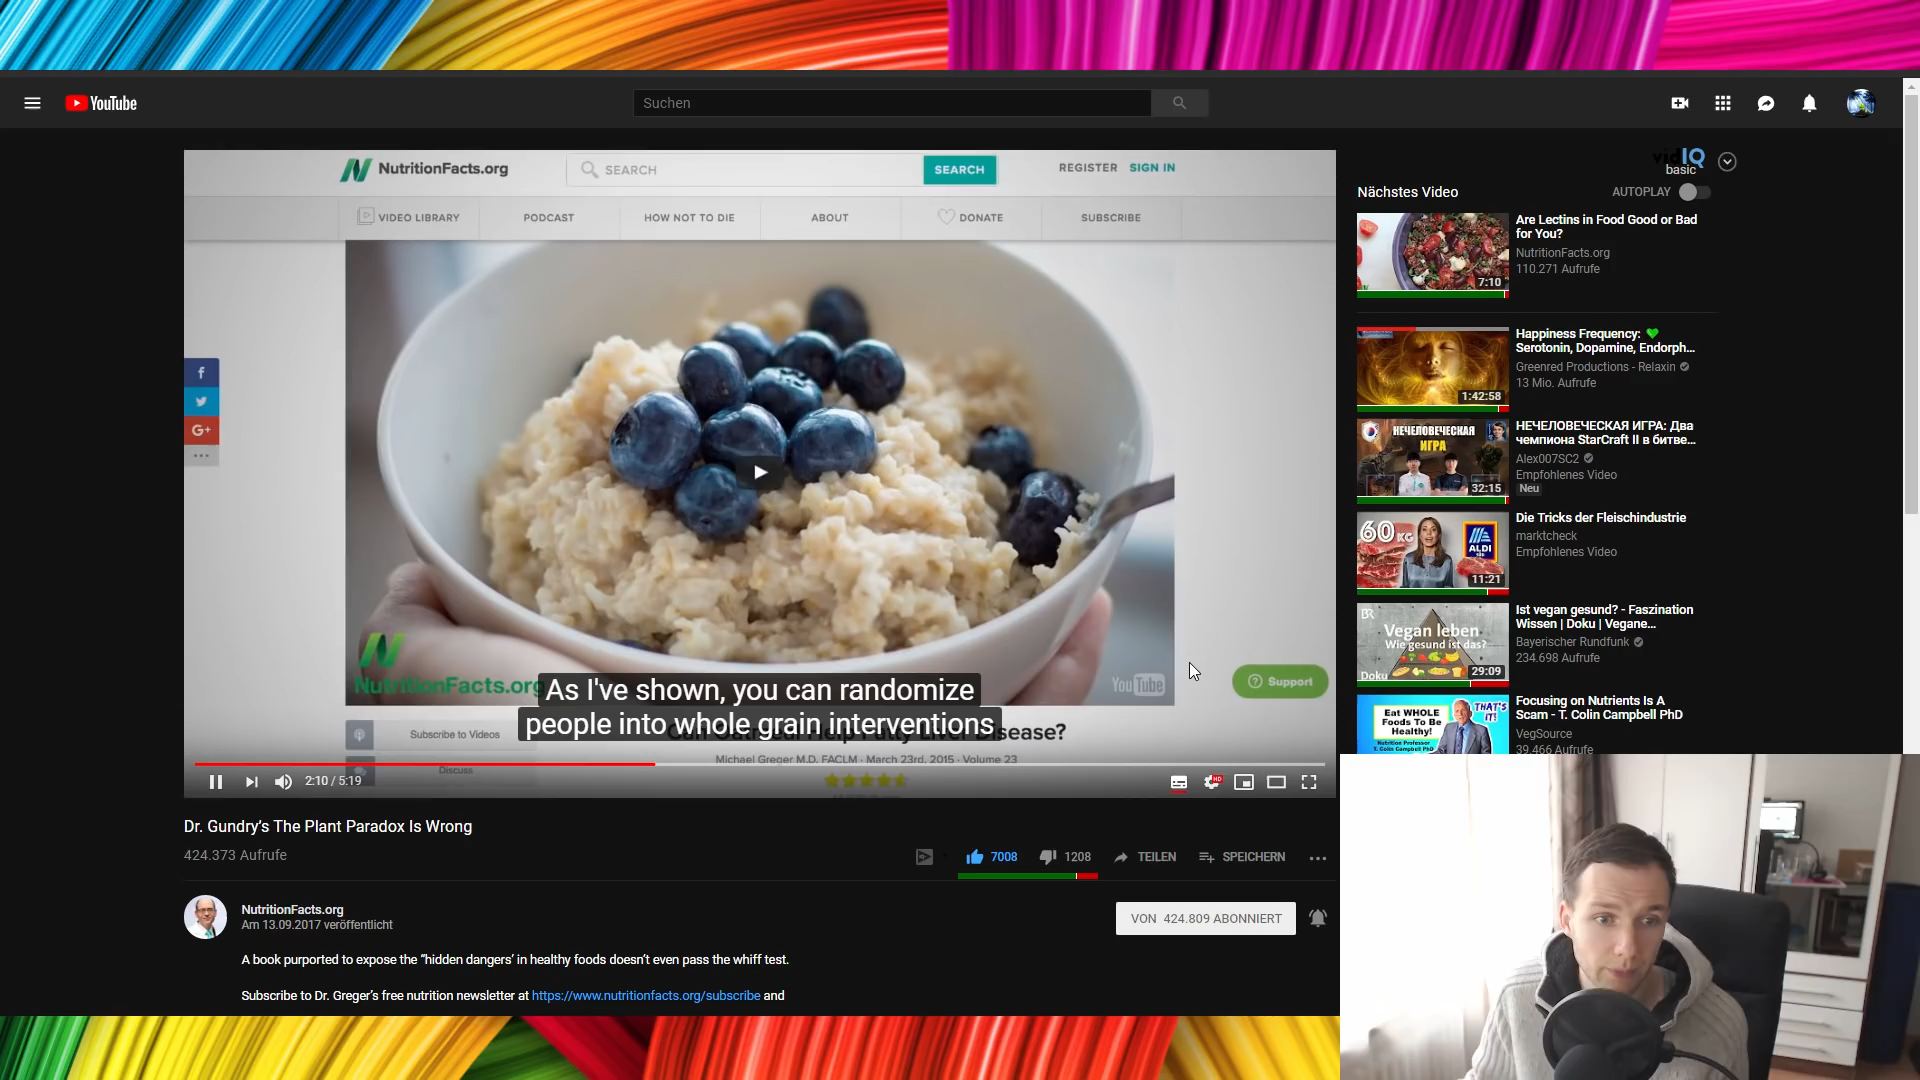 YouTube
Suchen
NutritionFacts.org
SEARCH
SEARCH
REGISTER SIGN IN
VIDEO LIBRARY
PODCAST
HOW NOT TO DIE
ABOUT
DONATE
SUBSCRIBE
f
G+
NutritionFacts.org
YouTube
Support
As I've shown, you can randomize
people into whole grain interventions
Subscribe to Videos
Can Oatmeal Help Fatty Liver Disease?
Michael Greger M.D. FACLM · March 23rd, 2015 · Volume 23
Discuss
2:10 / 5:19
HD
Dr. Gundry’s The Plant Paradox Is Wrong
424.373 Aufrufe
7008
1208
TEILEN
SPEICHERN
NutritionFacts.org
Am 13.09.2017 veröffentlicht
VON 424.809 ABONNIERT
A book purported to expose the “hidden dangers’ in healthy foods doesn’t even pass the whiff test.
Subscribe to Dr. Greger’s free nutrition newsletter at https://www.nutritionfacts.org/subscribe and
vidIQ
basic
Nächstes Video
AUTOPLAY
7:10
Are Lectins in Food Good or Bad
for You?
NutritionFacts.org
110.271 Aufrufe
1:42:58
Happiness Frequency: 💚
Serotonin, Dopamine, Endorph...
Greenred Productions - Relaxin
13 Mio. Aufrufe
НЕЧЕЛОВЕЧЕСКАЯ
ИГРА
32:15
НЕЧЕЛОВЕЧЕСКАЯ ИГРА: Два
чемпиона StarCraft II в битве...
Alex007SC2
Empfohlenes Video
Neu
60 KG
ALDI
11:21
Die Tricks der Fleischindustrie
marktcheck
Empfohlenes Video
BR
Vegan leben
Wie gesund ist das?
Doku
29:09
Ist vegan gesund? - Faszination
Wissen | Doku | Vegane...
Bayerischer Rundfunk
234.698 Aufrufe
Eat WHOLE
Foods To Be
Healthy!
THAT'S
IT!
Focusing on Nutrients Is A
Scam - T. Colin Campbell PhD
VegSource
39.466 Aufrufe